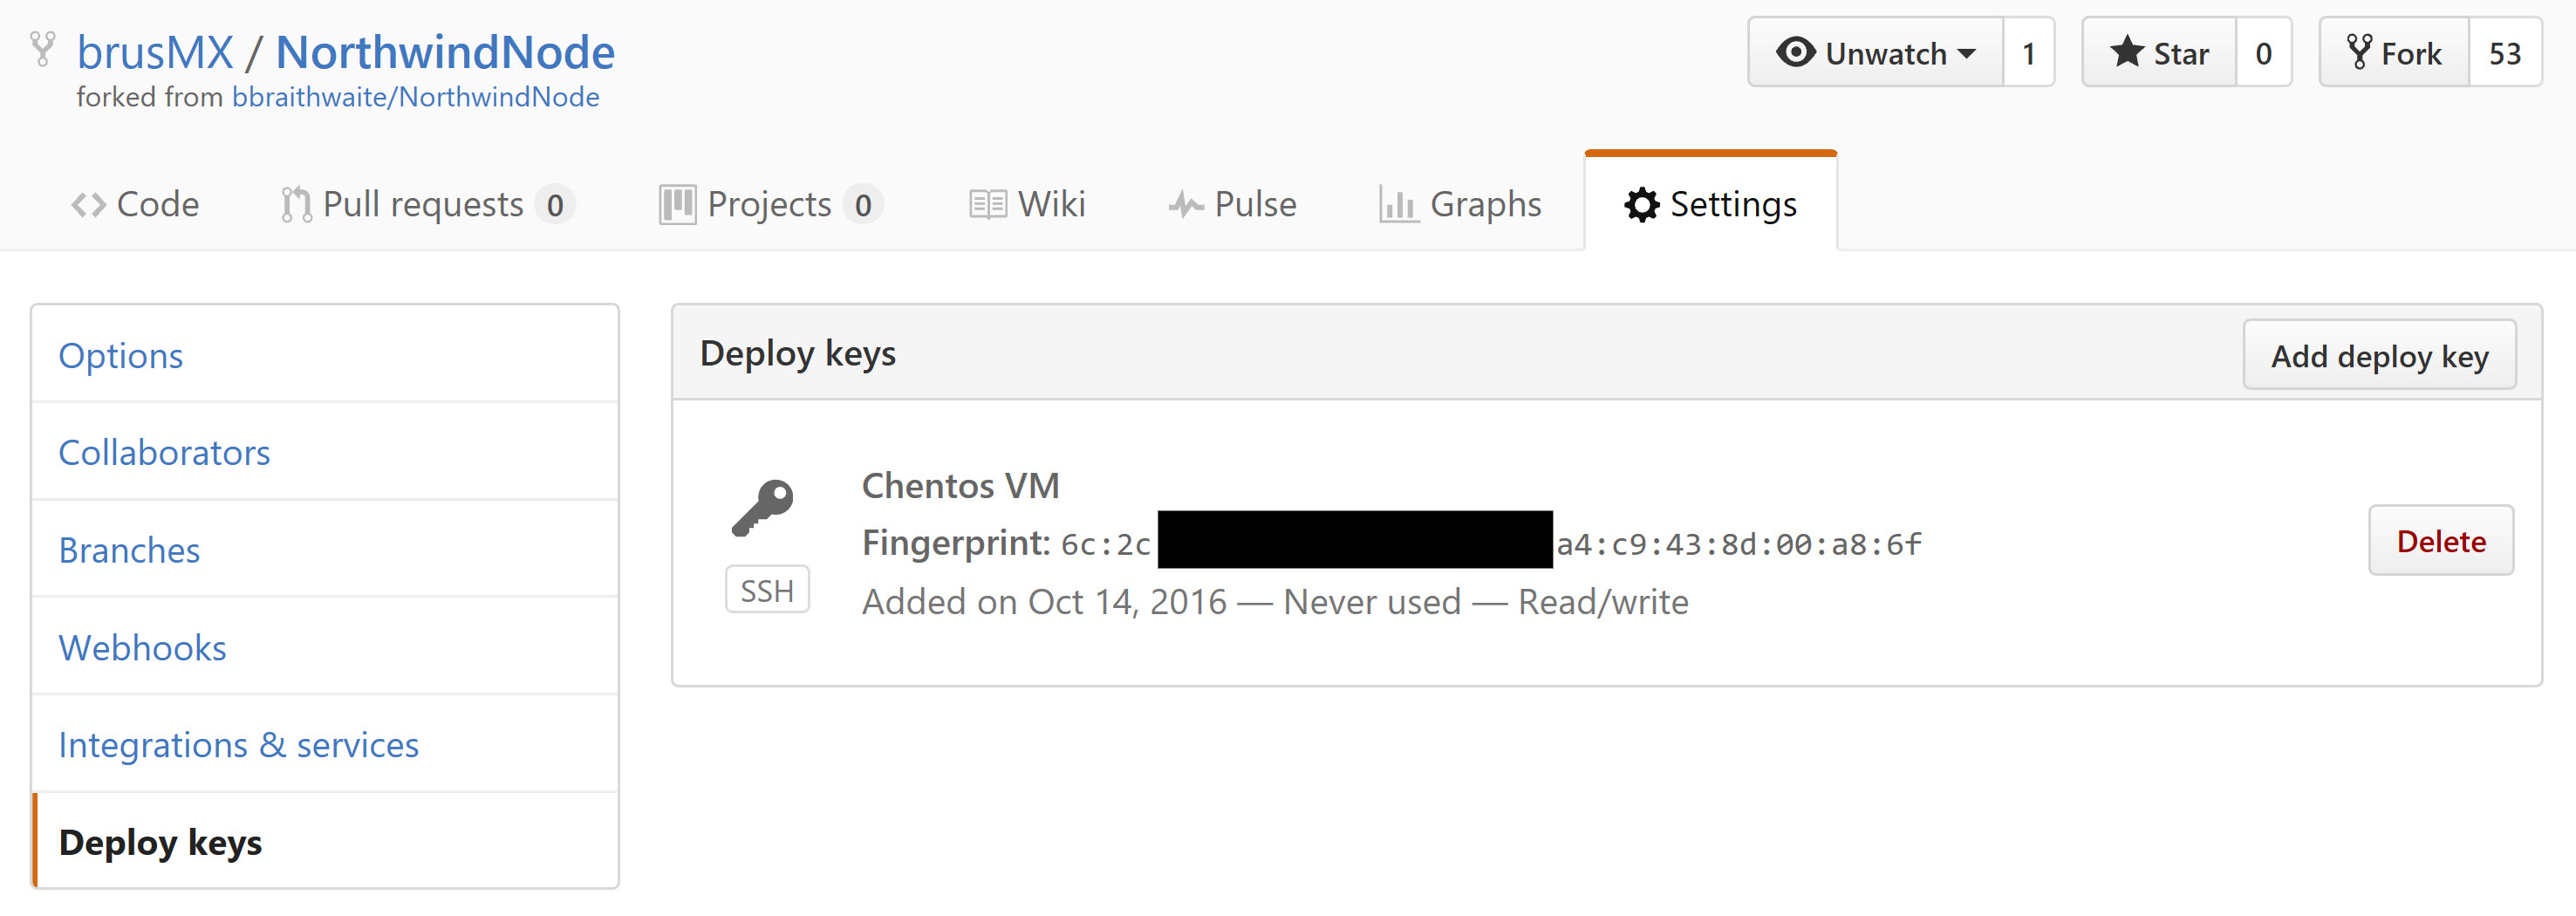 brusMX / NorthwindNode
forked from bbraithwaite/NorthwindNode
Unwatch 1 Star 0 Fork 53
Code Pull requests 0 Projects 0 Wiki Pulse Graphs Settings
Options
Collaborators
Branches
Webhooks
Integrations & services
Deploy keys
Deploy keys Add deploy key
Chentos VM
Fingerprint: 6c:2c a4:c9:43:8d:00:a8:6f
SSH
Added on Oct 14, 2016 — Never used — Read/write
Delete